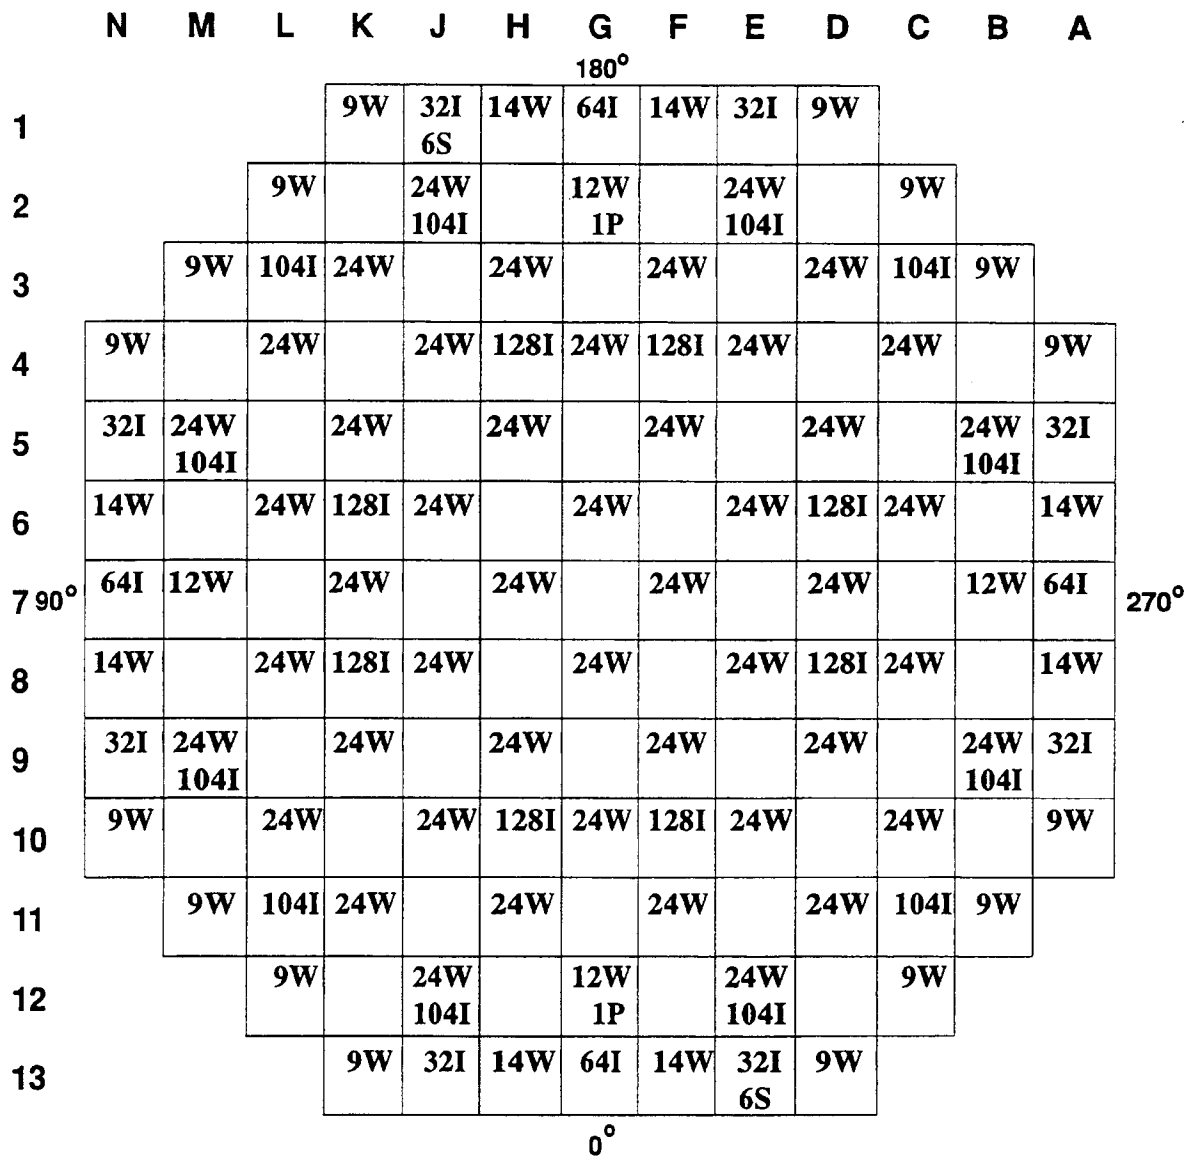 N M L K J H G F E D C B A
180°
1 9W 32I 14W 64I 14W 32I 9W
6S
2 9W 24W 12W 24W 9W
104I 1P 104I
3 9W 104I 24W 24W 24W 24W 104I 9W
4 9W 24W 24W 128I 24W 128I 24W 24W 9W
5 32I 24W 24W 24W 24W 24W 24W 32I
104I 104I
6 14W 24W 128I 24W 24W 24W 128I 24W 14W
7 90° 64I 12W 24W 24W 24W 24W 12W 64I 270°
8 14W 24W 128I 24W 24W 24W 128I 24W 14W
9 32I 24W 24W 24W 24W 24W 24W 32I
104I 104I
10 9W 24W 24W 128I 24W 128I 24W 24W 9W
11 9W 104I 24W 24W 24W 24W 104I 9W
12 9W 24W 12W 24W 9W
104I 1P 104I
13 9W 32I 14W 64I 14W 32I 9W
6S
0°